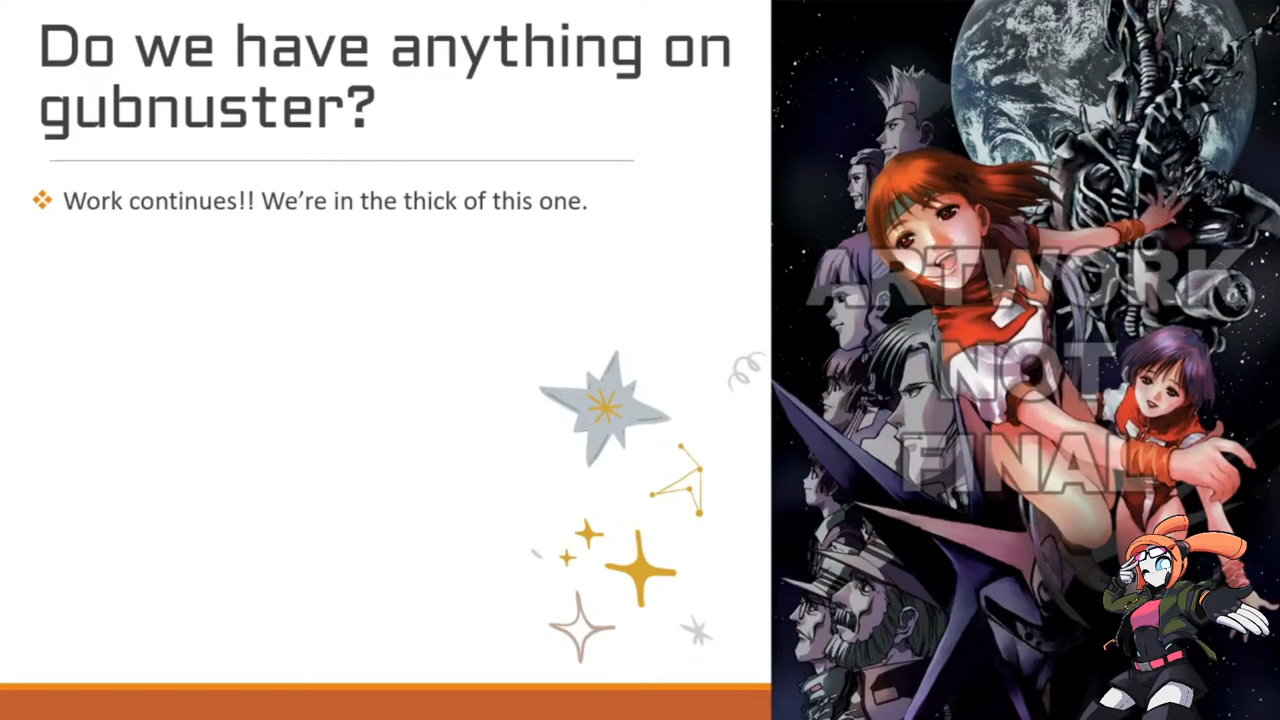 Do we have anything on
gubnuster?
Work continues!! We’re in the thick of this one.
ARTWORK
NOT
FINAL